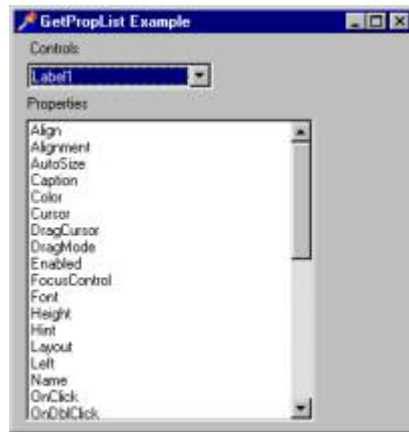 GetPropList Example
Controls
Label1
Properties
Align
Alignment
AutoSize
Caption
Color
Cursor
DragCursor
DragMode
Enabled
FocusControl
Font
Height
Hint
Layout
Left
Name
OnClick
OnDblClick